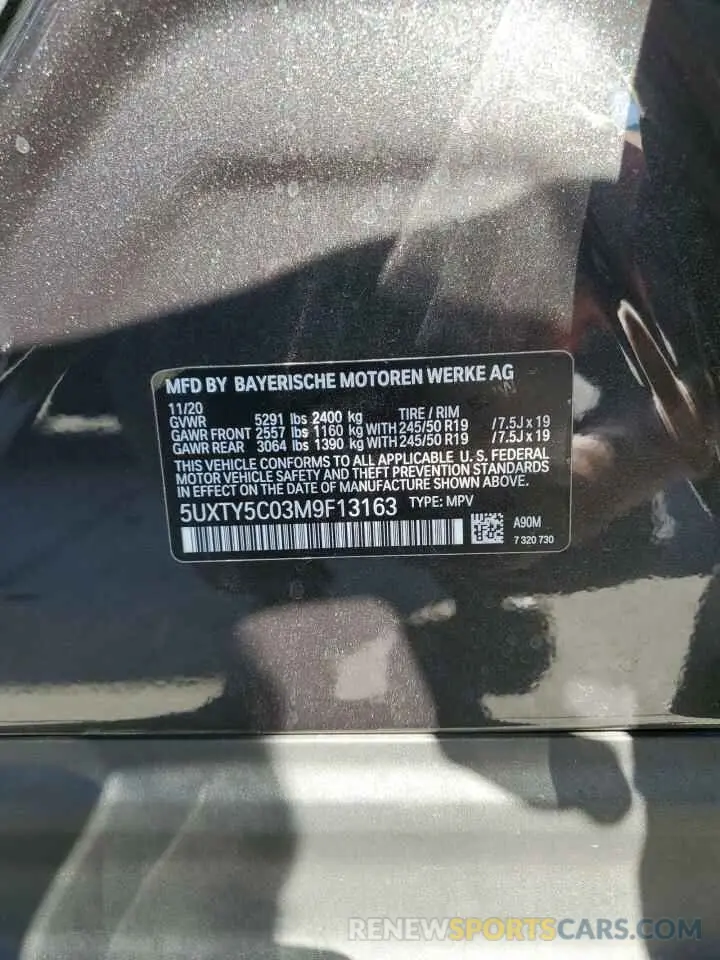 MFD BY BAYERISCHE MOTOREN WERKE AG
11/20
GVWR 5291 lbs 2400 kg TIRE / RIM
GAWR FRONT 2557 lbs 1160 kg WITH 245/50 R19 /7.5J x 19
GAWR REAR 3064 lbs 1390 kg WITH 245/50 R19 /7.5J x 19
THIS VEHICLE CONFORMS TO ALL APPLICABLE U.S. FEDERAL
MOTOR VEHICLE SAFETY AND THEFT PREVENTION STANDARDS
IN EFFECT ON THE DATE OF MANUFACTURE SHOWN ABOVE.
5UXTY5C03M9F13163 TYPE: MPV
A90M
7 320 730
RENEWSPORTSCARS.COM